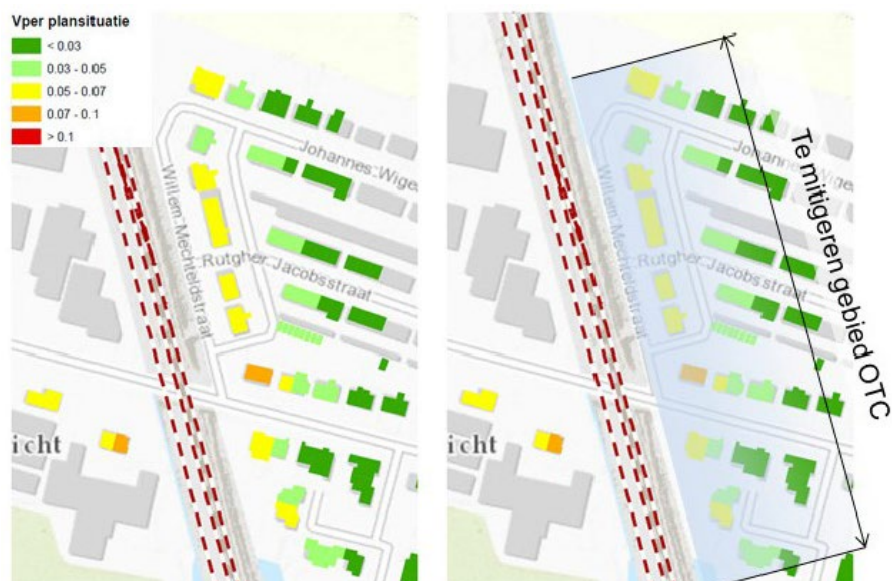 Vper plansituatie
< 0.03
0.03 - 0.05
0.05 - 0.07
0.07 - 0.1
> 0.1
Johannes Wige
Willem Mechteldstraat
Rutgher Jacobsstraat
icht
Johannes Wige
Willem Mechteldstraat
Rutgher Jacobsstraat
icht
Te mitigeren gebied OTC